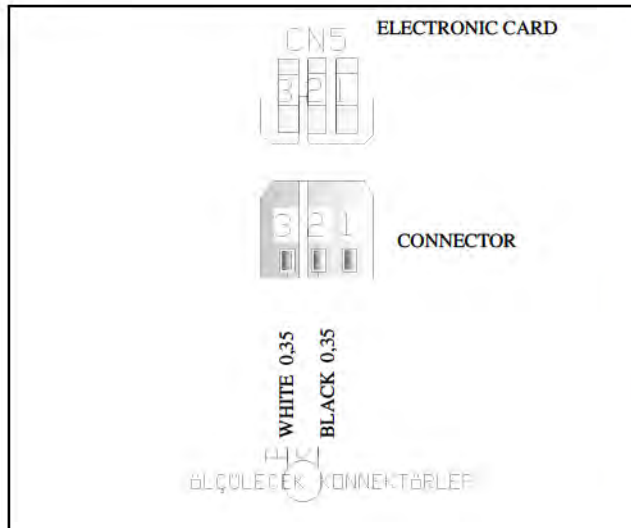 ELECTRONIC CARD
CN5
3 2 1
3 2 1
CONNECTOR
WHITE 0,35
BLACK 0,35
ÖLÇÜLECEK KONNEKTÖRLER